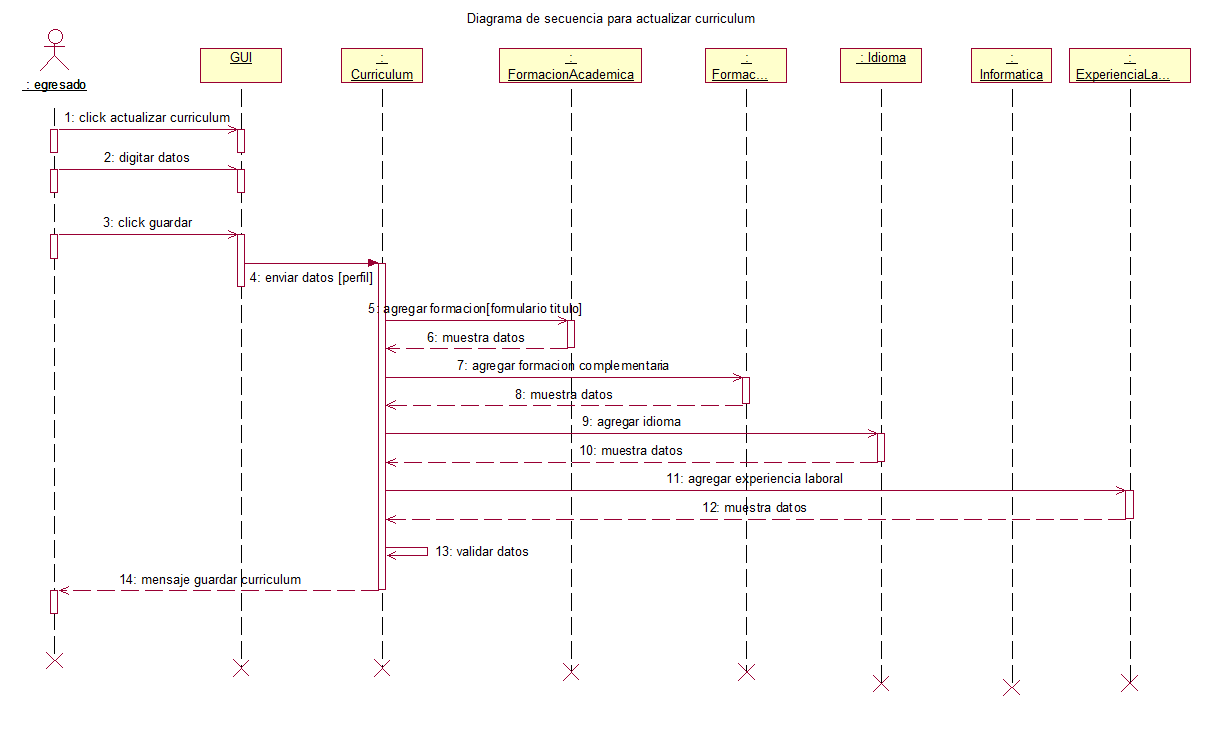 Diagrama de secuencia para actualizar curriculum
: egresado
GUI
:
Curriculum
:
FormacionAcademica
:
Formac...
: Idioma
:
Informatica
:
ExperienciaLa...
1: click actualizar curriculum
2: digitar datos
3: click guardar
4: enviar datos [perfil]
5: agregar formacion[formulario titulo]
6: muestra datos
7: agregar formacion complementaria
8: muestra datos
9: agregar idioma
10: muestra datos
11: agregar experiencia laboral
12: muestra datos
13: validar datos
14: mensaje guardar curriculum